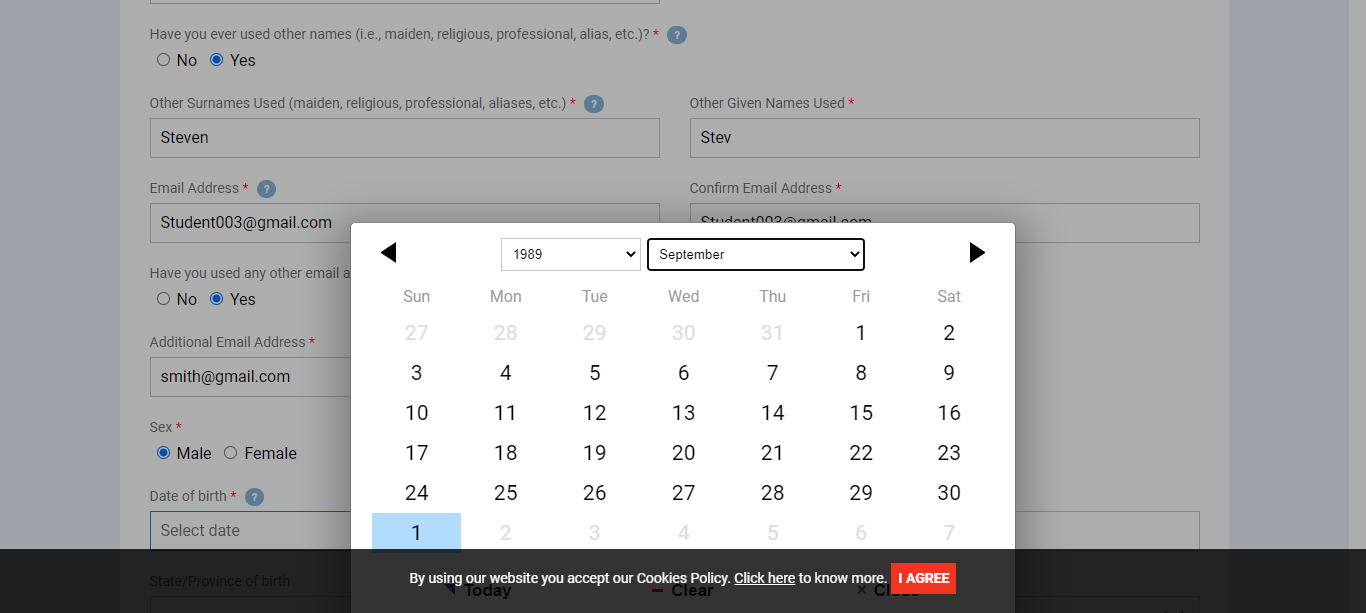 Have you ever used other names (i.e., maiden, religious, professional, alias, etc.)? * ?
No Yes
Other Surnames Used (maiden, religious, professional, aliases, etc.) * ? Other Given Names Used *
Steven Stev
Email Address * ? Confirm Email Address *
Student003@gmail.com Student003@gmail.com
1989 September
Have you used any other email a
No Yes
Sun Mon Tue Wed Thu Fri Sat
27 28 29 30 31 1 2
Additional Email Address *
3 4 5 6 7 8 9
smith@gmail.com
10 11 12 13 14 15 16
Sex *
Male Female
17 18 19 20 21 22 23
Date of birth * ?
24 25 26 27 28 29 30
Select date
1 2 3 4 5 6 7
State/Province of birth
By using our website you accept our Cookies Policy. Click here to know more. I AGREE
Today Clear × Close